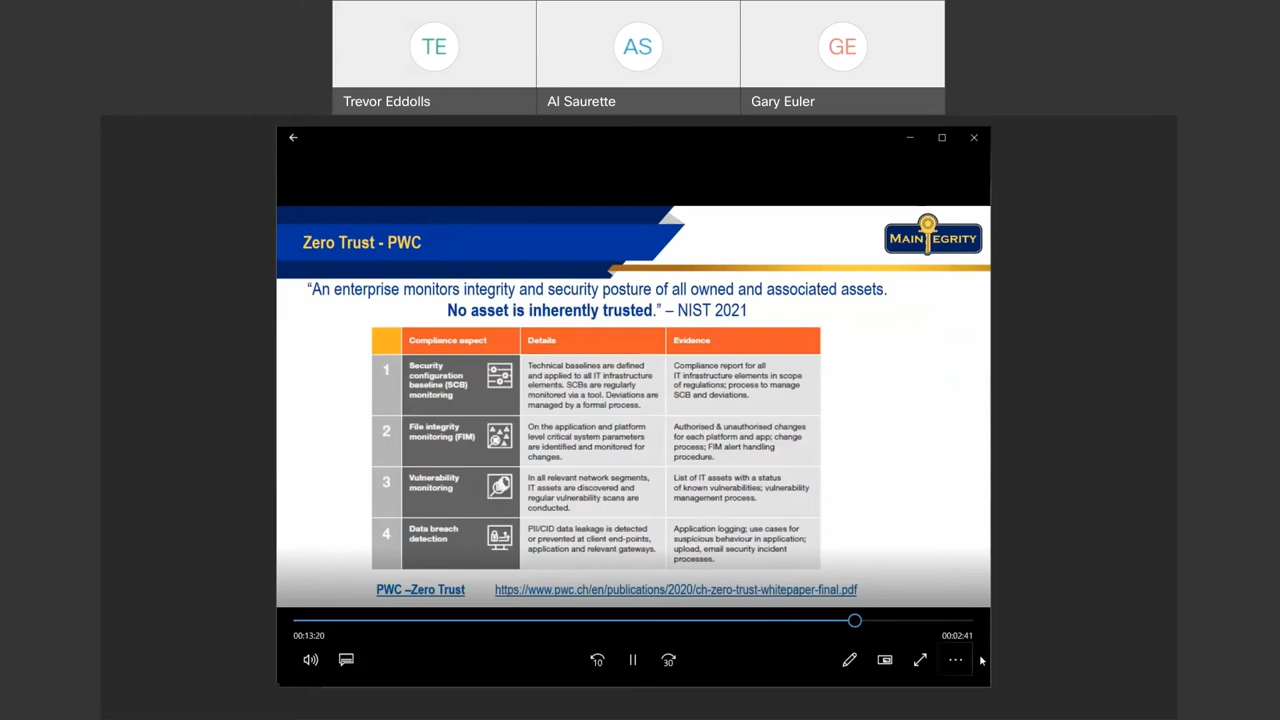 TE
AS
GE
Trevor Eddolls
Al Saurette
Gary Euler
Zero Trust - PWC
MAINTEGRITY
“An enterprise monitors integrity and security posture of all owned and associated assets.
No asset is inherently trusted.” – NIST 2021
Compliance aspect
Details
Evidence
1
Security
configuration
baseline (SCB)
monitoring
Technical baselines are defined
and applied to all IT infrastructure
elements. SCBs are regularly
monitored via a tool. Deviations are
managed by a formal process.
Compliance report for all
IT infrastructure elements in scope
of regulations; process to manage
SCB and deviations.
2
File integrity
monitoring (FIM)
On the application and platform
level critical system parameters
are identified and monitored for
changes.
Authorised & unauthorised changes
for each platform and app; change
process; FIM alert handling
procedure.
3
Vulnerability
monitoring
In all relevant network segments,
IT assets are discovered and
regular vulnerability scans are
conducted.
List of IT assets with a status
of known vulnerabilities; vulnerability
management process.
4
Data breach
detection
PII/CID data leakage is detected
or prevented at client end-points,
application and relevant gateways.
Application logging; use cases for
suspicious behaviour in application;
upload, email security incident
processes.
PWC –Zero Trust
https://www.pwc.ch/en/publications/2020/ch-zero-trust-whitepaper-final.pdf
00:13:20
00:02:41
10
30